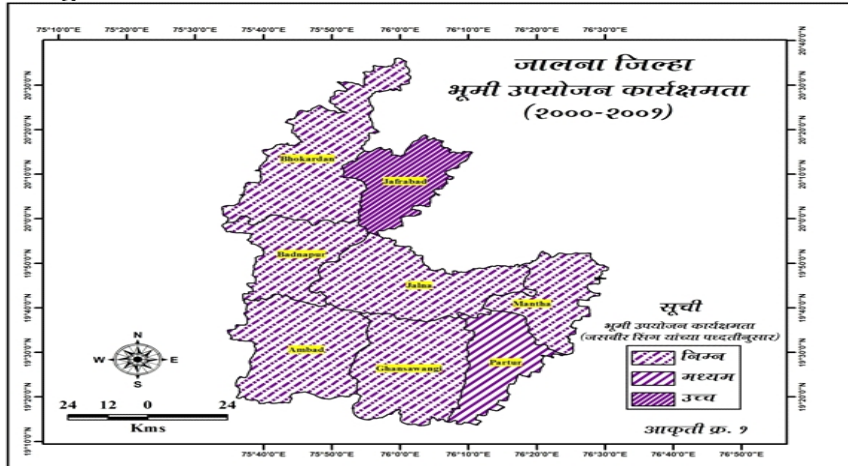 75°10'0"E 75°20'0"E 75°30'0"E 75°40'0"E 75°50'0"E 76°0'0"E 76°10'0"E 76°20'0"E 76°30'0"E
जालना जिल्हा
भूमी उपयोजन कार्यक्षमता
(२०००-२००१)
Bhokardan
Jafrabad
Badnapur
Jalna
Mantha
Ambad
Ghansawangi
Partur
सूची
भूमी उपयोजन कार्यक्षमता
(जसबीर सिंग यांच्या पध्दतीनुसार)
निम्न
मध्यम
उच्च
N
W E
S
24 12 0 24
Kms
आकृती क्र. १
75°40'0"E 75°50'0"E 76°0'0"E 76°10'0"E 76°20'0"E 76°30'0"E 76°40'0"E 76°50'0"E